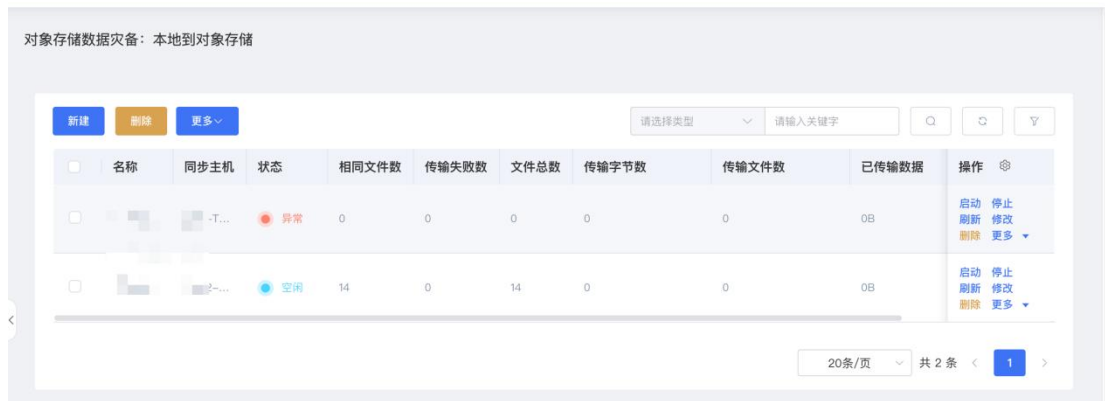 对象存储数据灾备：本地到对象存储
新建 删除 更多 请选择类型 请输入关键字
名称 同步主机 状态 相同文件数 传输失败数 文件总数 传输字节数 传输文件数 已传输数据 操作
-T... 异常 0 0 0 0 0 0B 启动 停止
刷新 修改
删除 更多
空闲 14 0 14 0 0 0B 启动 停止
刷新 修改
删除 更多
20条/页 共 2 条 1